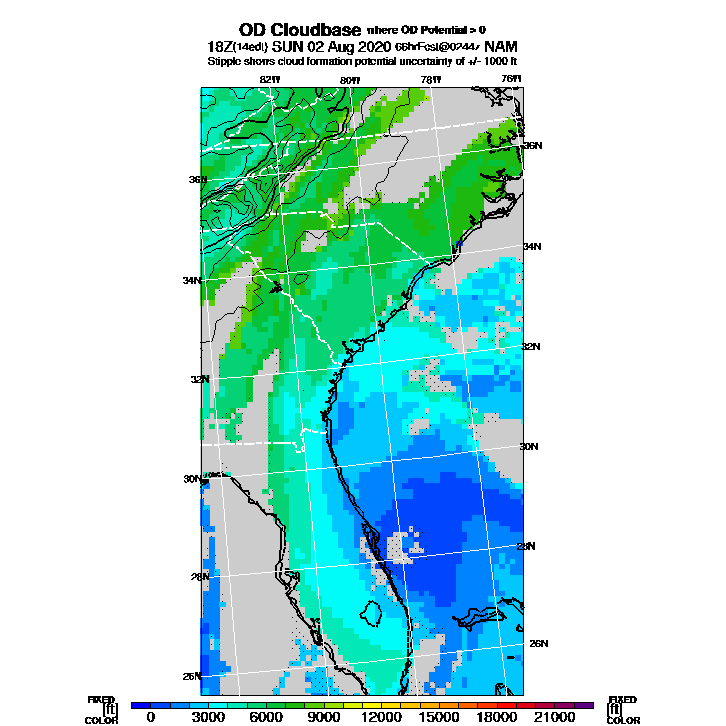 OD Cloudbase where OD Potential > 0
18Z(14edt) SUN 02 Aug 2020 66hrFcst@0244z NAM
Stipple shows cloud formation potential uncertainty of +/- 1000 ft
82W 80W 78W 76W
36N
36N
34N
34N
32N
32N
30N
30N
28N
28N
26N
26N
FIXED FIXED
[ft] [ft]
COLOR COLOR
0 3000 6000 9000 12000 15000 18000 21000